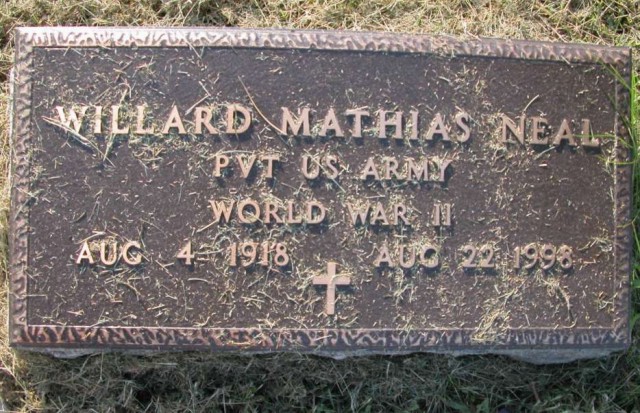 WILLARD MATHIAS NEAL
PVT US ARMY
WORLD WAR II
AUG 4 1918 AUG 22 1998